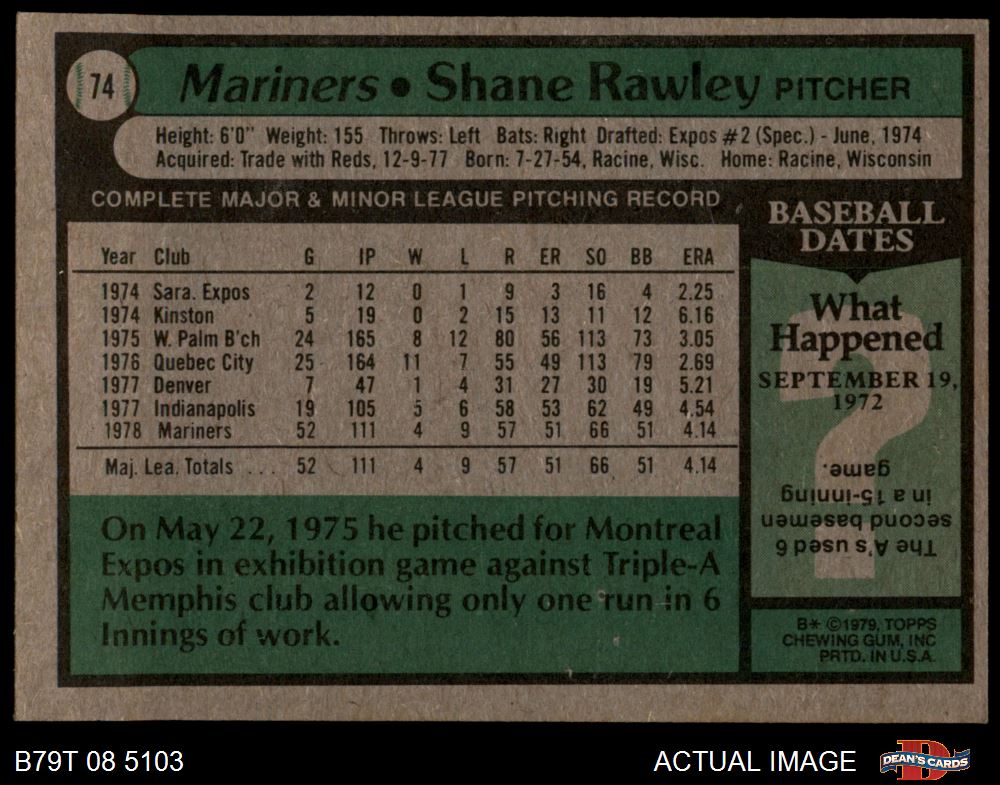 74
Mariners • Shane Rawley PITCHER
Height: 6'0" Weight: 155 Throws: Left Bats: Right Drafted: Expos #2 (Spec.) - June, 1974
Acquired: Trade with Reds, 12-9-77 Born: 7-27-54, Racine, Wisc. Home: Racine, Wisconsin
COMPLETE MAJOR & MINOR LEAGUE PITCHING RECORD
Year Club G IP W L R ER SO BB ERA
1974 Sara. Expos 2 12 0 1 9 3 16 4 2.25
1974 Kinston 5 19 0 2 15 13 11 12 6.16
1975 W. Palm B'ch 24 165 8 12 80 56 113 73 3.05
1976 Quebec City 25 164 11 7 55 49 113 79 2.69
1977 Denver 7 47 1 4 31 27 30 19 5.21
1977 Indianapolis 19 105 5 6 58 53 62 49 4.54
1978 Mariners 52 111 4 9 57 51 66 51 4.14
Maj. Lea. Totals ... 52 111 4 9 57 51 66 51 4.14
On May 22, 1975 he pitched for Montreal
Expos in exhibition game against Triple-A
Memphis club allowing only one run in 6
Innings of work.
BASEBALL
DATES
What
Happened
SEPTEMBER 19,
1972
?
The A's used 6
second basemen
in a 15-inning
game.
B* ©1979, TOPPS
CHEWING GUM, INC
PRTD. IN U.S.A.
B79T 08 5103
ACTUAL IMAGE
D
DEAN'S CARDS